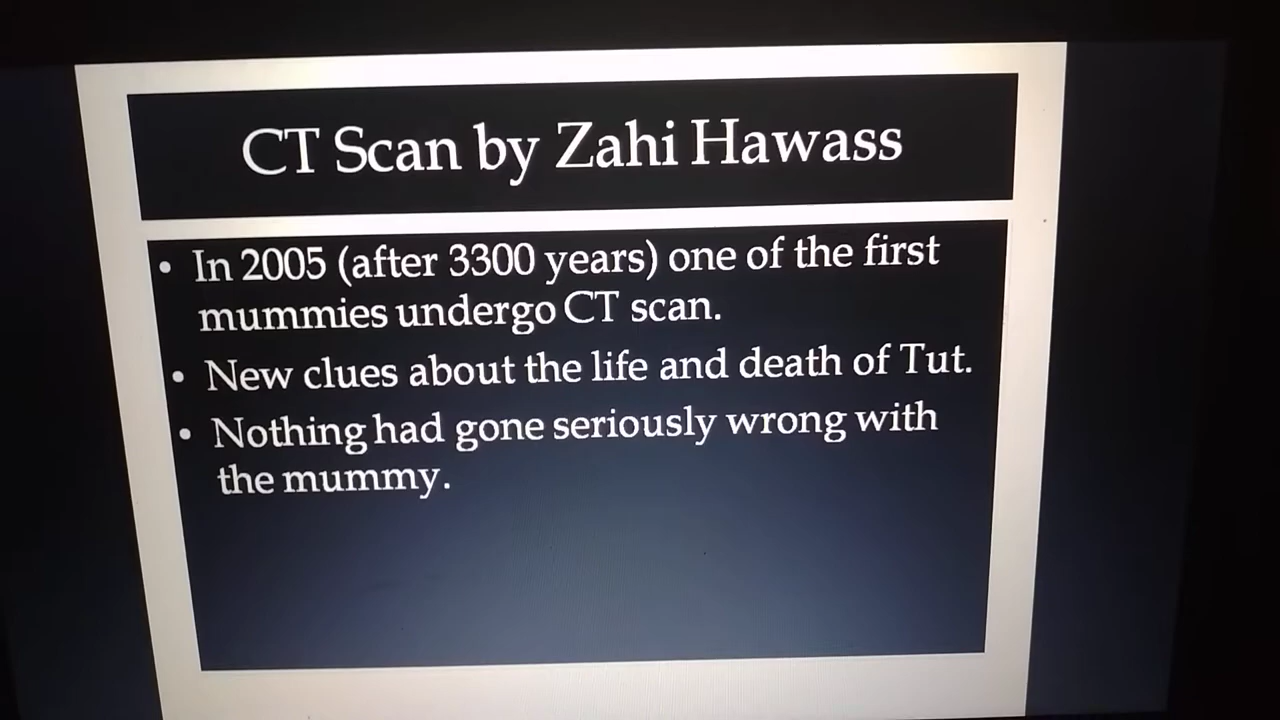 CT Scan by Zahi Hawass
• In 2005 (after 3300 years) one of the first
mummies undergo CT scan.
• New clues about the life and death of Tut.
• Nothing had gone seriously wrong with
the mummy.